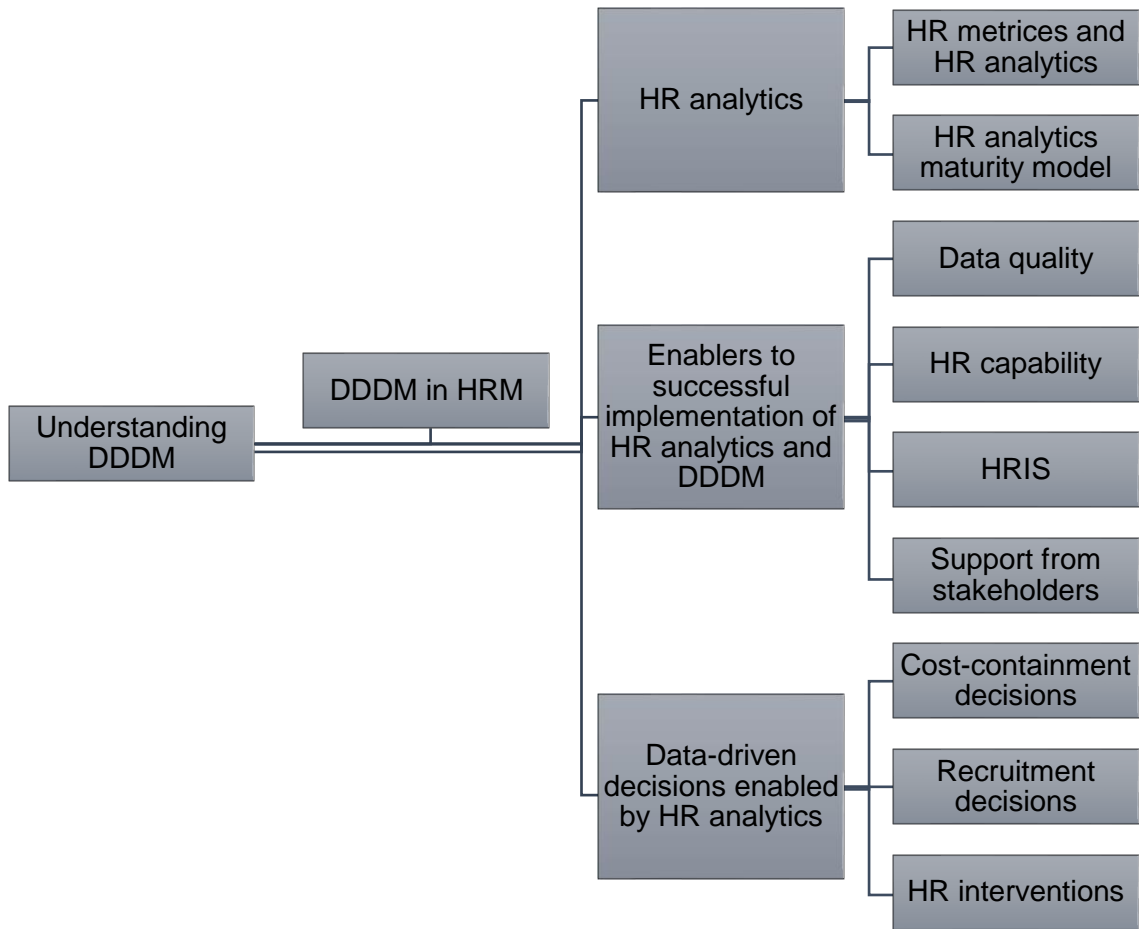 Understanding
DDDM
DDDM in HRM
HR analytics
HR metrices and
HR analytics
HR analytics
maturity model
Enablers to
successful
implementation of
HR analytics and
DDDM
Data quality
HR capability
HRIS
Support from
stakeholders
Data-driven
decisions enabled
by HR analytics
Cost-containment
decisions
Recruitment
decisions
HR interventions